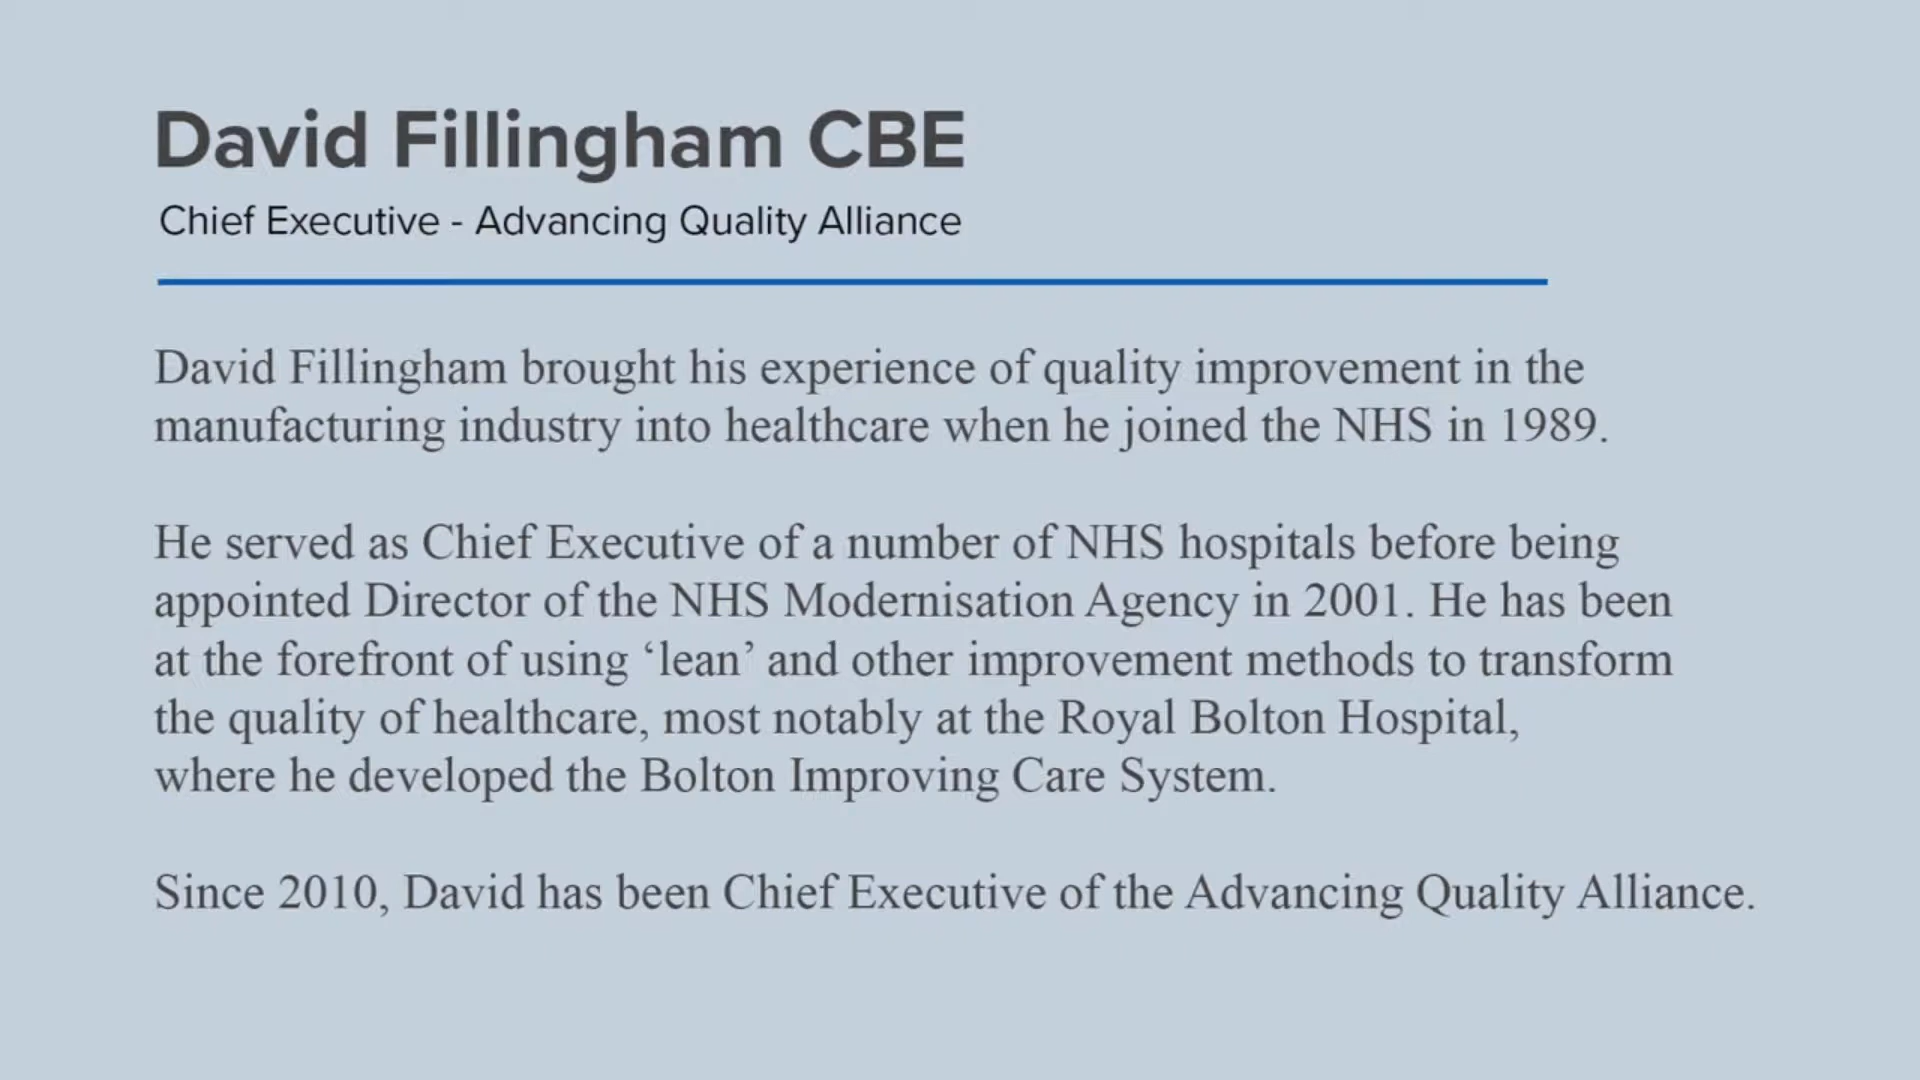 David Fillingham CBE
Chief Executive - Advancing Quality Alliance
David Fillingham brought his experience of quality improvement in the
manufacturing industry into healthcare when he joined the NHS in 1989.
He served as Chief Executive of a number of NHS hospitals before being
appointed Director of the NHS Modernisation Agency in 2001. He has been
at the forefront of using ‘lean’ and other improvement methods to transform
the quality of healthcare, most notably at the Royal Bolton Hospital,
where he developed the Bolton Improving Care System.
Since 2010, David has been Chief Executive of the Advancing Quality Alliance.